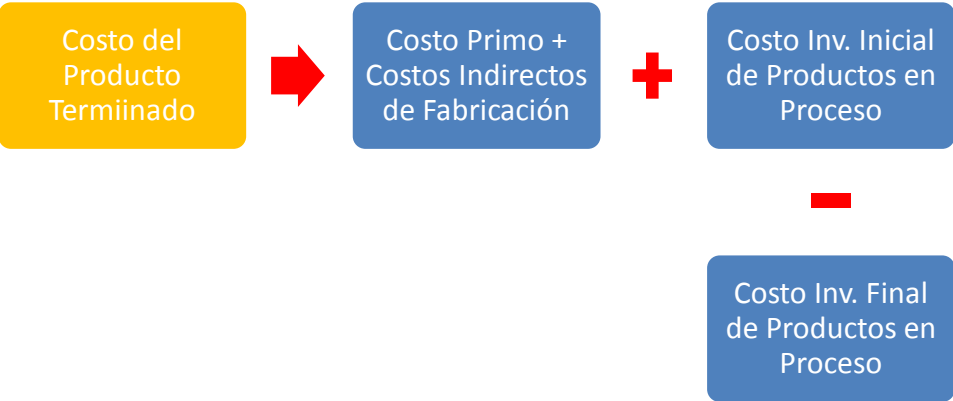 Costo del
Producto
Termiinado
Costo Primo +
Costos Indirectos
de Fabricación
Costo Inv. Inicial
de Productos en
Proceso
Costo Inv. Final
de Productos en
Proceso